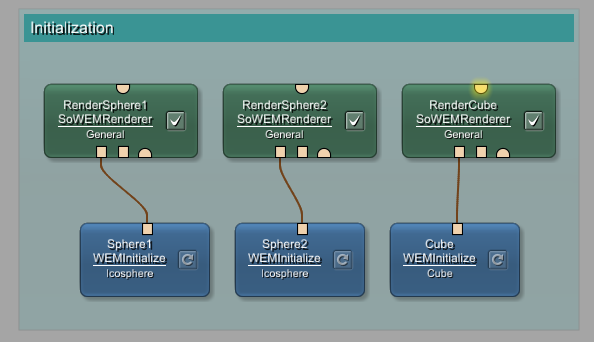 Initialization
RenderSphere1
SoWEMRenderer
General
RenderSphere2
SoWEMRenderer
General
RenderCube
SoWEMRenderer
General
Sphere1
WEMInitialize
Icosphere
Sphere2
WEMInitialize
Icosphere
Cube
WEMInitialize
Cube